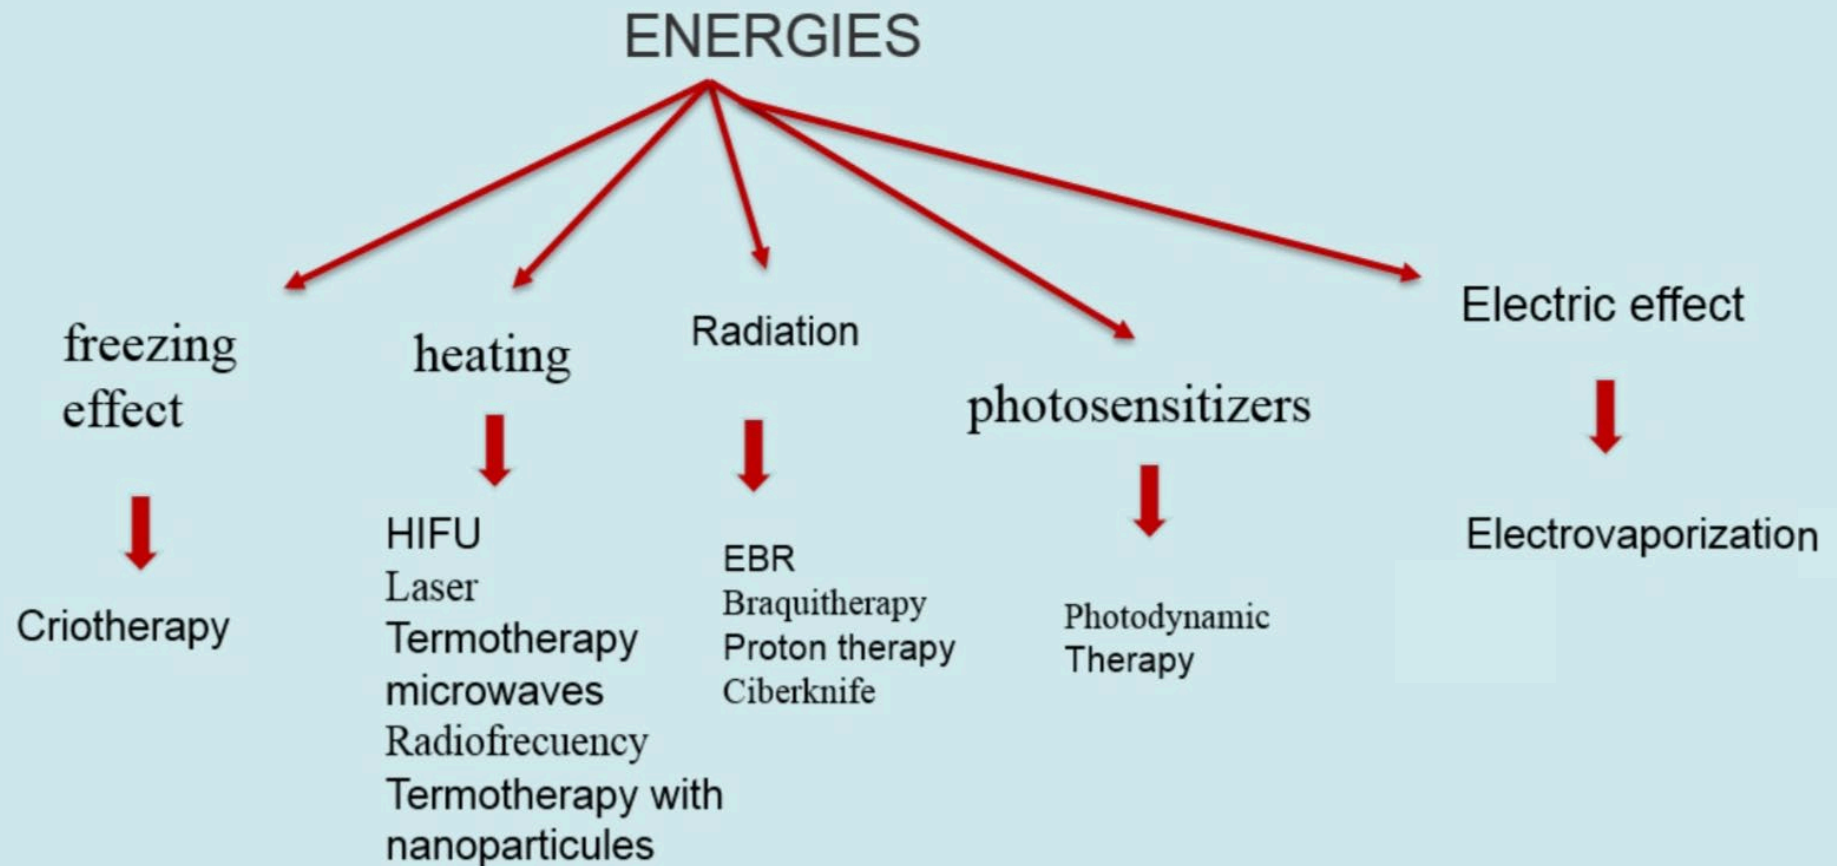 ENERGIES
freezing
effect
Criotherapy
heating
HIFU
Laser
Termotherapy
microwaves
Radiofrecuency
Termotherapy with
nanoparticules
Radiation
EBR
Braquitherapy
Proton therapy
Ciberknife
photosensitizers
Photodynamic
Therapy
Electric effect
Electrovaporization